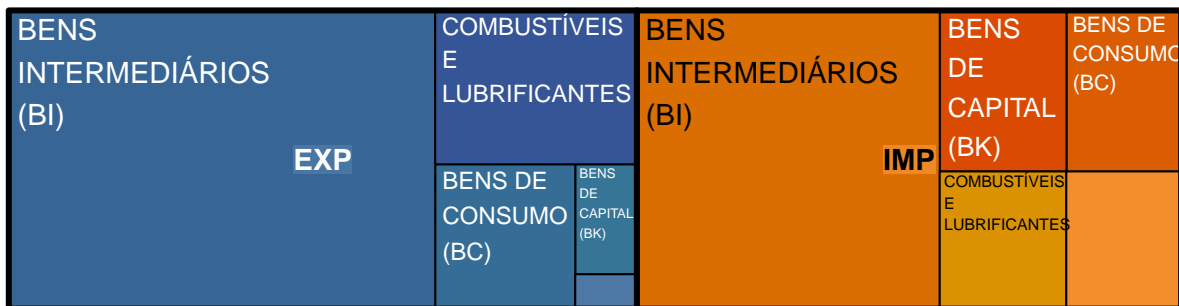 BENS
INTERMEDIÁRIOS
(BI)
EXP
COMBUSTÍVEIS
E
LUBRIFICANTES
BENS DE
CONSUMO
(BC)
BENS
DE
CAPITAL
(BK)
BENS
INTERMEDIÁRIOS
(BI)
IMP
BENS
DE
CAPITAL
(BK)
BENS DE
CONSUMO
(BC)
COMBUSTÍVEIS
E
LUBRIFICANTES